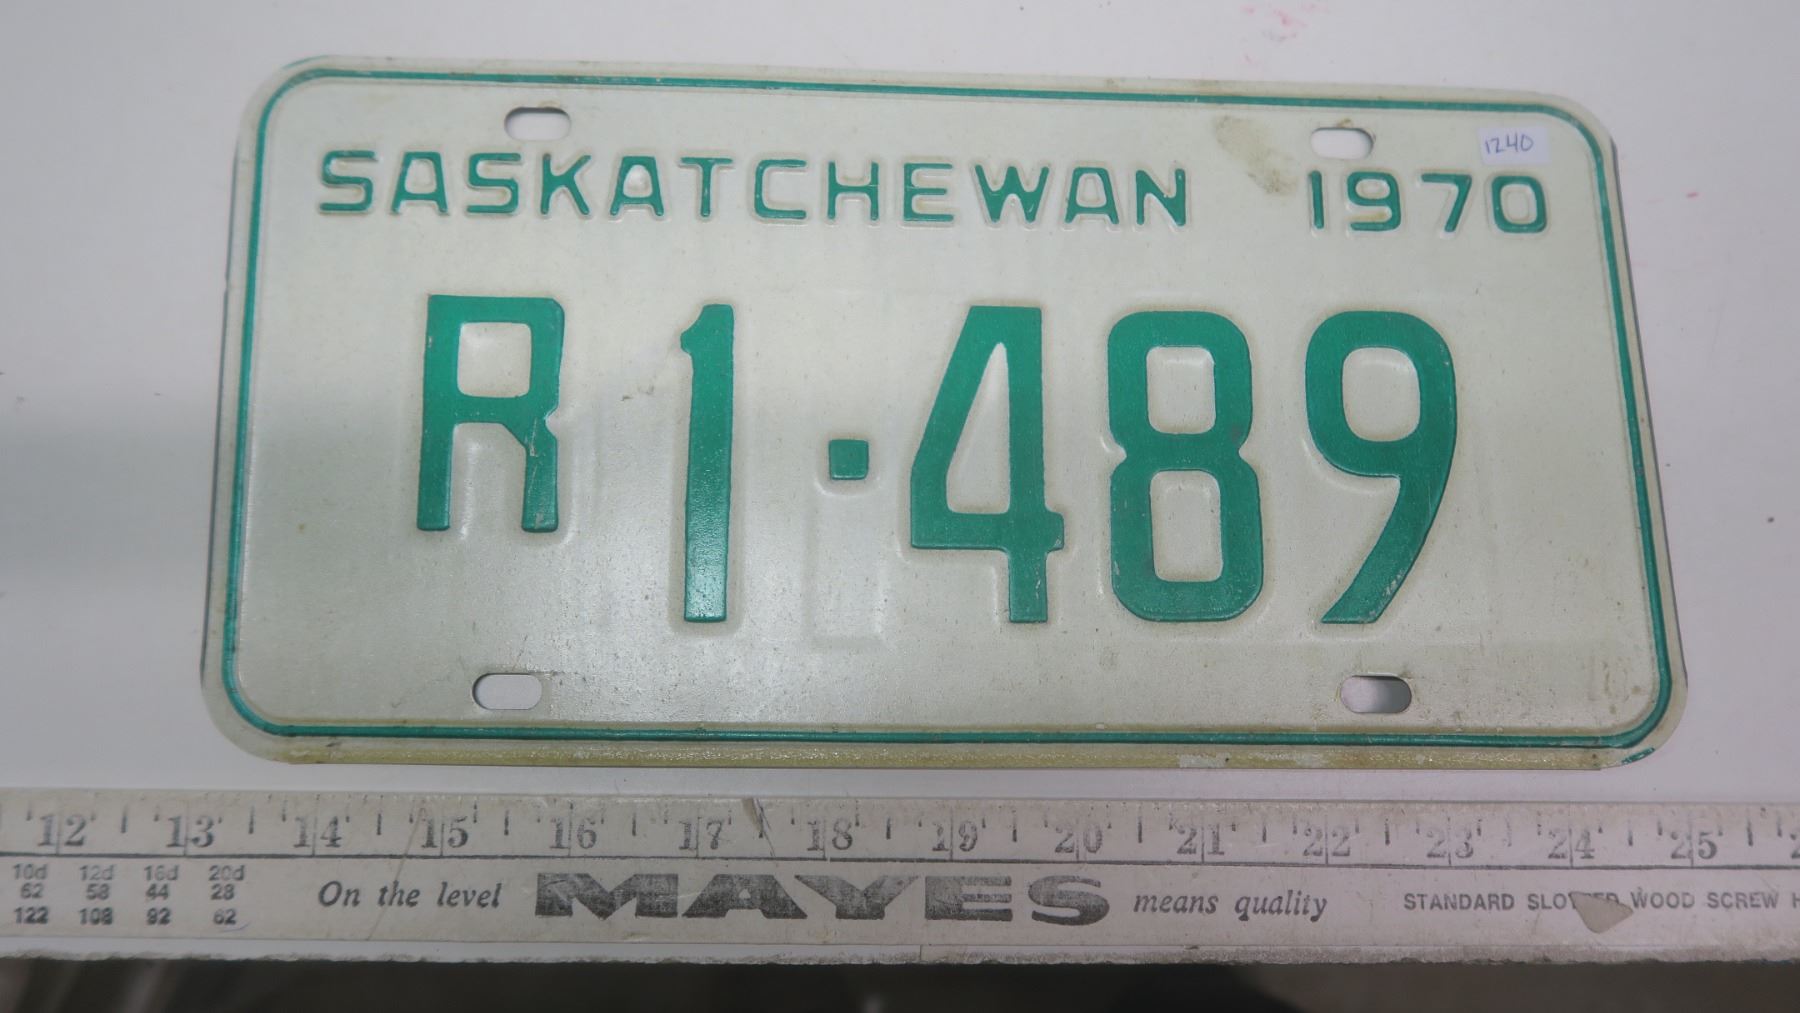 SASKATCHEWAN 1970
1240
R1·489
12 13 14 15 16 17 18 19 20 21 22 23 24 25
10d 12d 16d 20d
62 58 44 28
122 108 92 62
On the level MAYES means quality
STANDARD SLOTTED WOOD SCREW